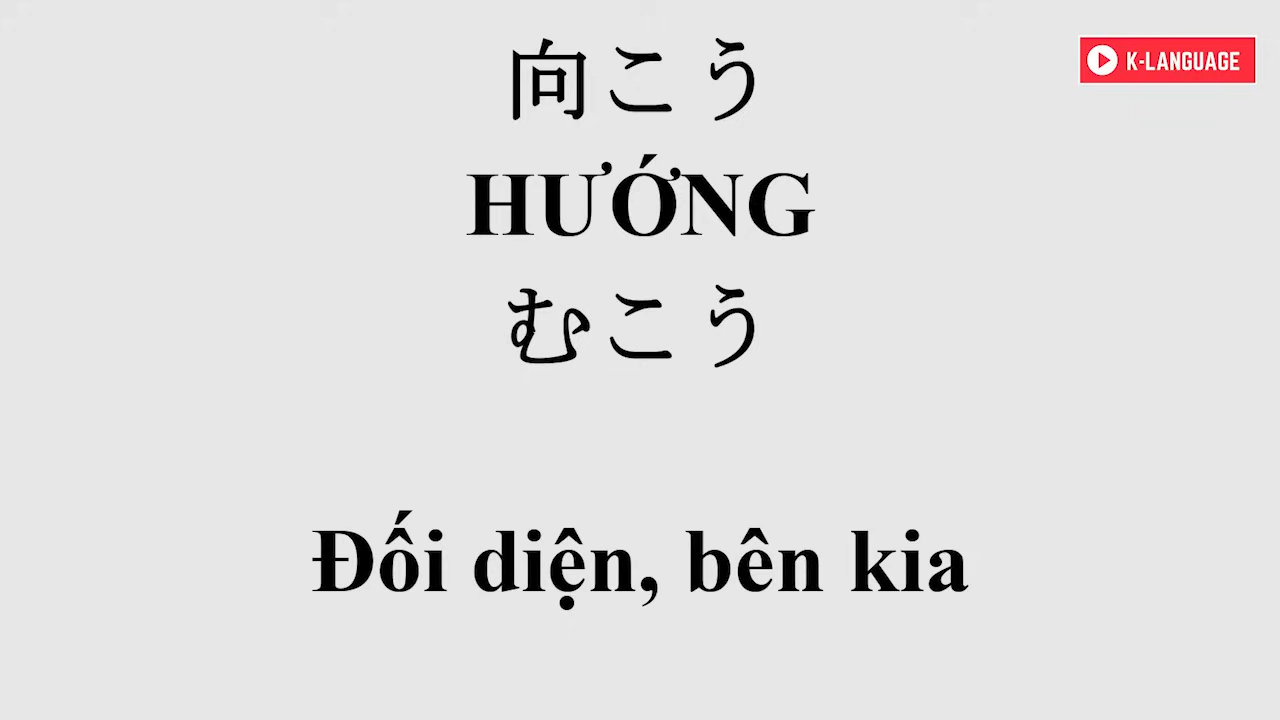 向こう
K-LANGUAGE
HƯỚNG
むこう
Đối diện, bên kia